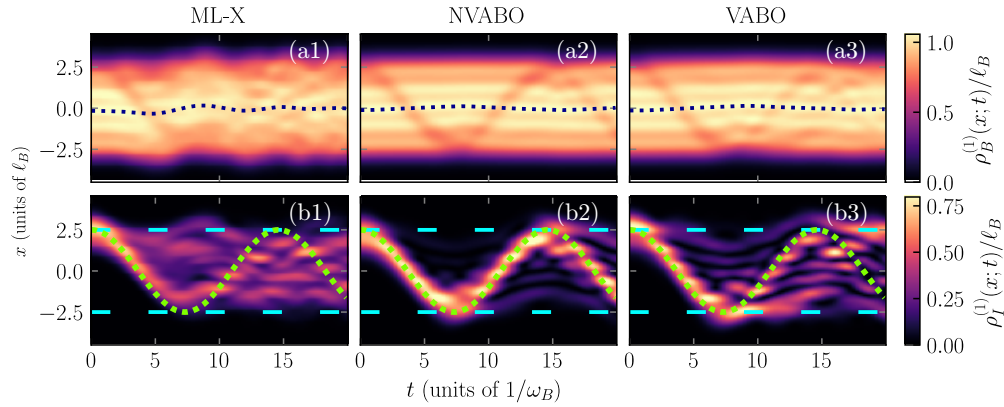 ML-X NVABO VABO
(a1) (a2) (a3)
2.5
0.0
−2.5
1.0
0.5
0.0
ρ_B^(1)(x; t)/ℓ_B
x (units of ℓ_B)
(b1) (b2) (b3)
2.5
0.0
−2.5
0.75
0.50
0.25
0.00
ρ_I^(1)(x; t)/ℓ_B
0 5 10 15 0 5 10 15 0 5 10 15
t (units of 1/ω_B)